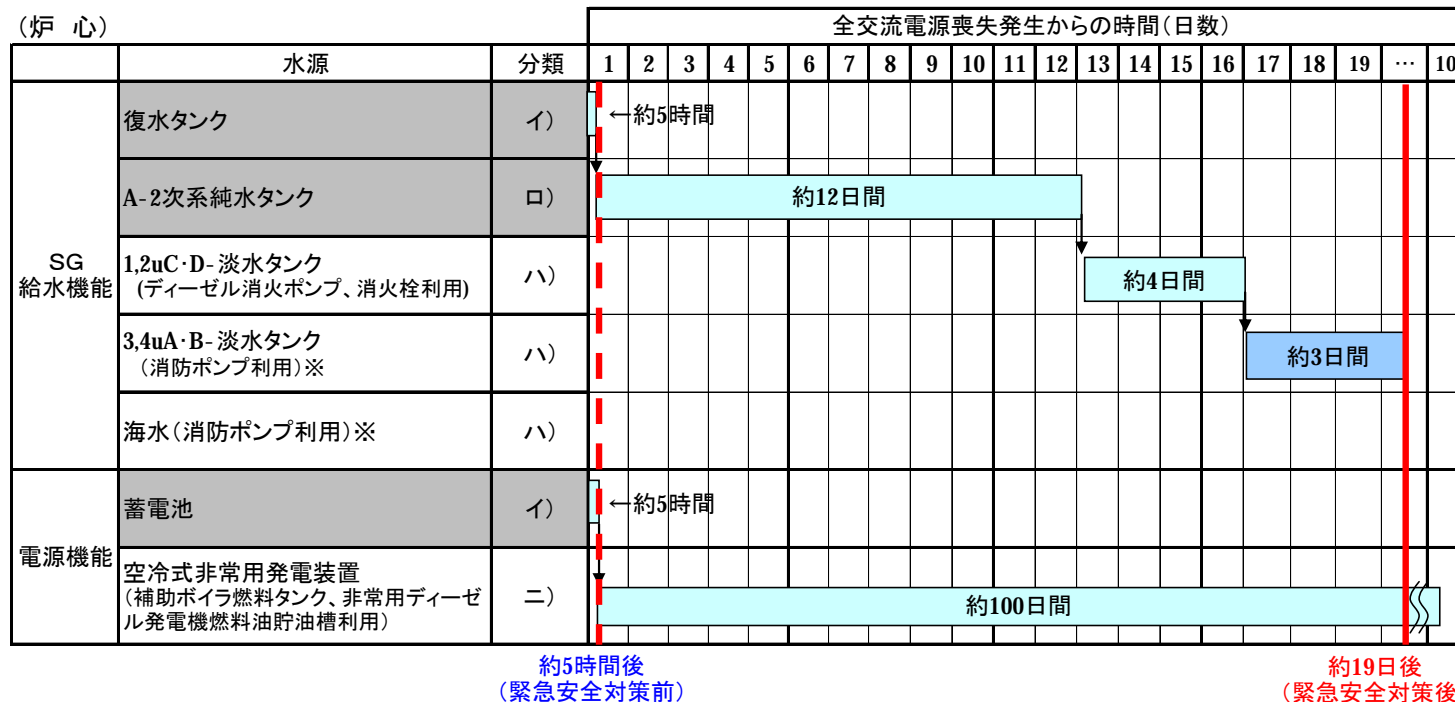 (炉 心)
全交流電源喪失発生からの時間(日数)
水源 分類 1 2 3 4 5 6 7 8 9 10 11 12 13 14 15 16 17 18 19 … 10
SG
給水機能
復水タンク イ) ←約5時間
A-2次系純水タンク ロ) 約12日間
1,2uC・D-淡水タンク
(ディーゼル消火ポンプ、消火栓利用) ハ) 約4日間
3,4uA・B-淡水タンク
(消防ポンプ利用)※ ハ) 約3日間
海水(消防ポンプ利用)※ ハ)
電源機能
蓄電池 イ) ←約5時間
空冷式非常用発電装置
(補助ボイラ燃料タンク、非常用ディーゼ
ル発電機燃料油貯油槽利用) ニ) 約100日間
約5時間後
(緊急安全対策前)
約19日後
(緊急安全対策後